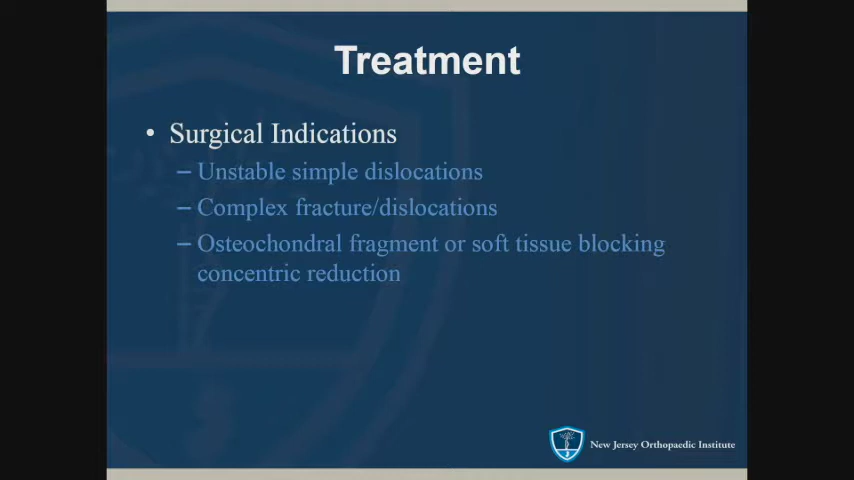 Treatment
• Surgical Indications
– Unstable simple dislocations
– Complex fracture/dislocations
– Osteochondral fragment or soft tissue blocking
concentric reduction
New Jersey Orthopaedic Institute